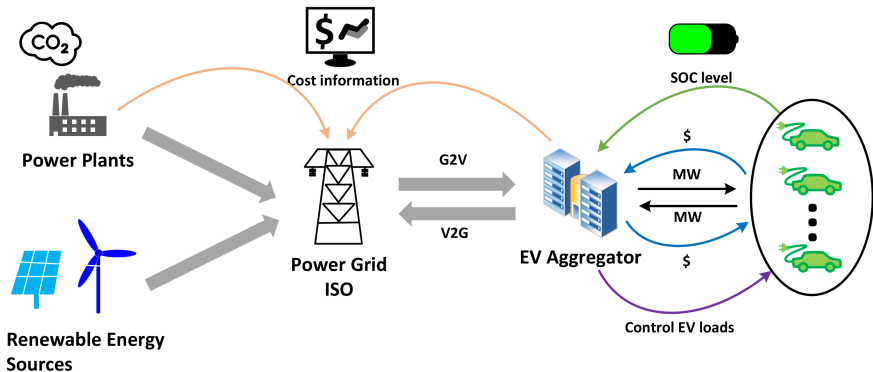 CO2
$
Cost information
SOC level
Power Plants
G2V
V2G
$
MW
MW
$
Power Grid
ISO
EV Aggregator
Control EV loads
Renewable Energy
Sources